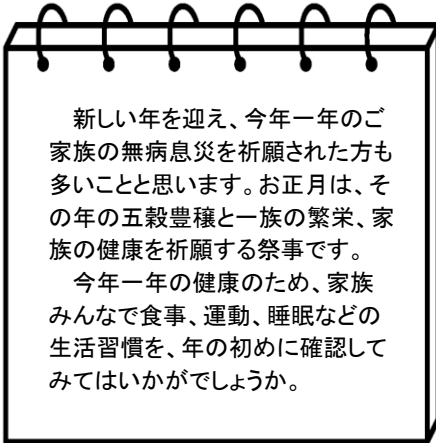 新しい年を迎え、今年一年のご
家族の無病息災を祈願された方も
多いことと思います。お正月は、そ
の年の五穀豊穣と一族の繁栄、家
族の健康を祈願する祭事です。
　今年一年の健康のため、家族
みんなで食事、運動、睡眠などの
生活習慣を、年の初めに確認して
みてはいかがでしょうか。